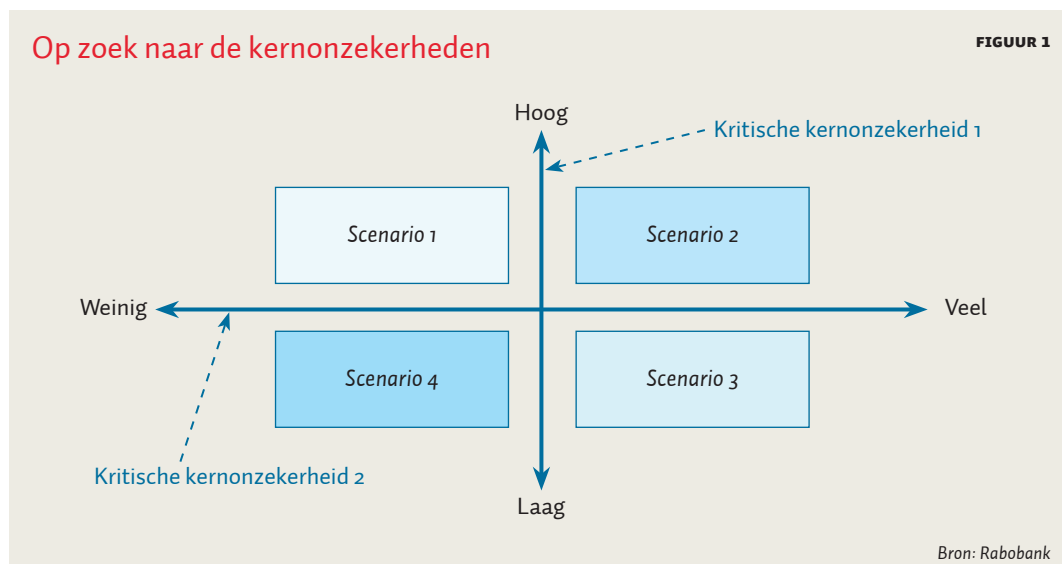 Op zoek naar de kernonzekerheden
FIGUUR 1
Hoog
Kritische kernonzekerheid 1
Scenario 1
Scenario 2
Weinig
Veel
Scenario 4
Scenario 3
Kritische kernonzekerheid 2
Laag
Bron: Rabobank